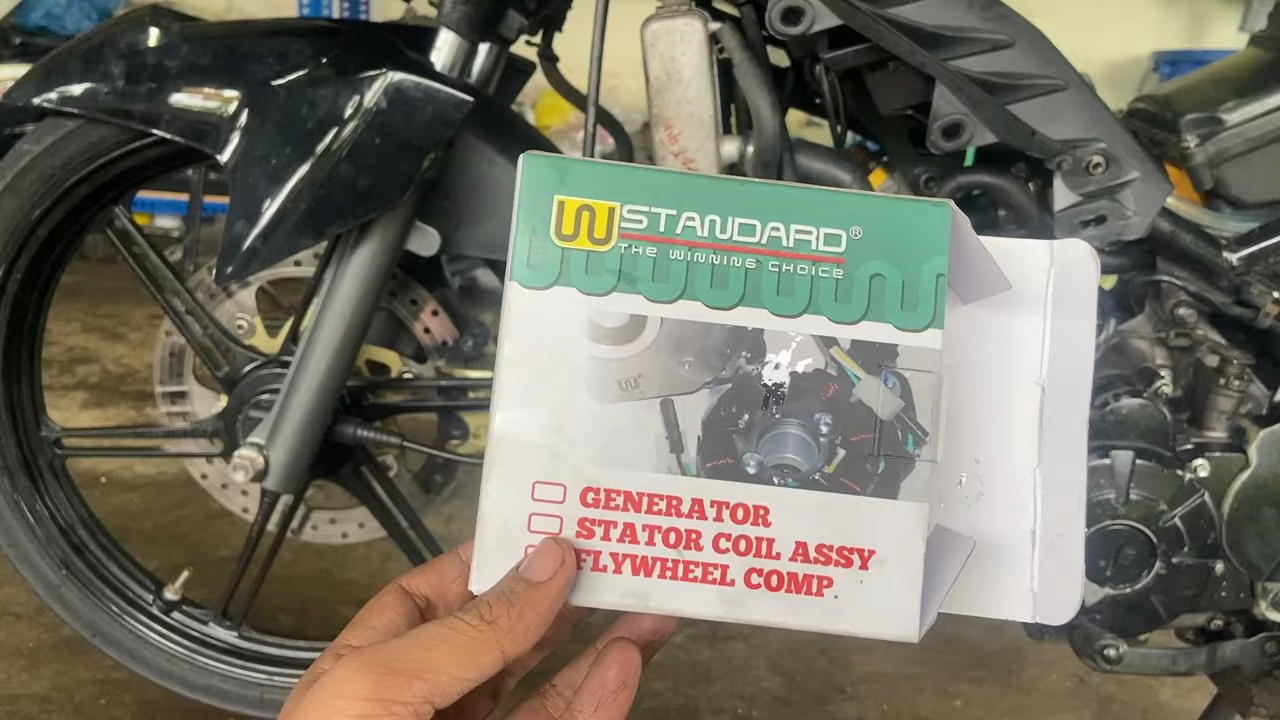 W STANDARD®
THE WINNING CHOICE
GENERATOR
STATOR COIL ASSY
FLYWHEEL COMP.